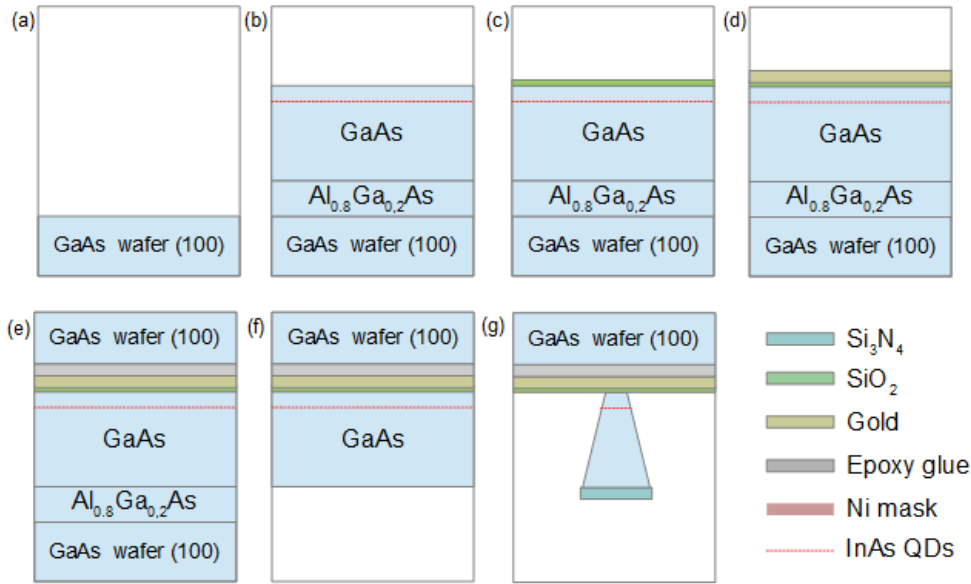 (a)
GaAs wafer (100)
(b)
GaAs
Al₀.₈Ga₀,₂As
GaAs wafer (100)
(c)
GaAs
Al₀.₈Ga₀,₂As
GaAs wafer (100)
(d)
GaAs
Al₀.₈Ga₀,₂As
GaAs wafer (100)
(e)
GaAs wafer (100)
GaAs
Al₀.₈Ga₀,₂As
GaAs wafer (100)
(f)
GaAs wafer (100)
GaAs
(g)
GaAs wafer (100)
Si₃N₄
SiO₂
Gold
Epoxy glue
Ni mask
InAs QDs